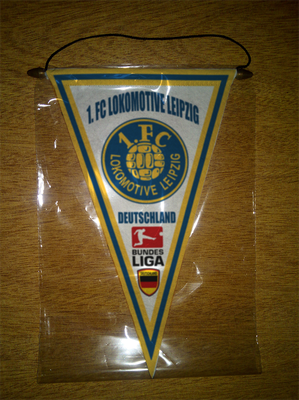 1. FC LOKOMOTIVE LEIPZIG
1.FC
LOKOMOTIVE LEIPZIG
DEUTSCHLAND
BUNDES
LIGA